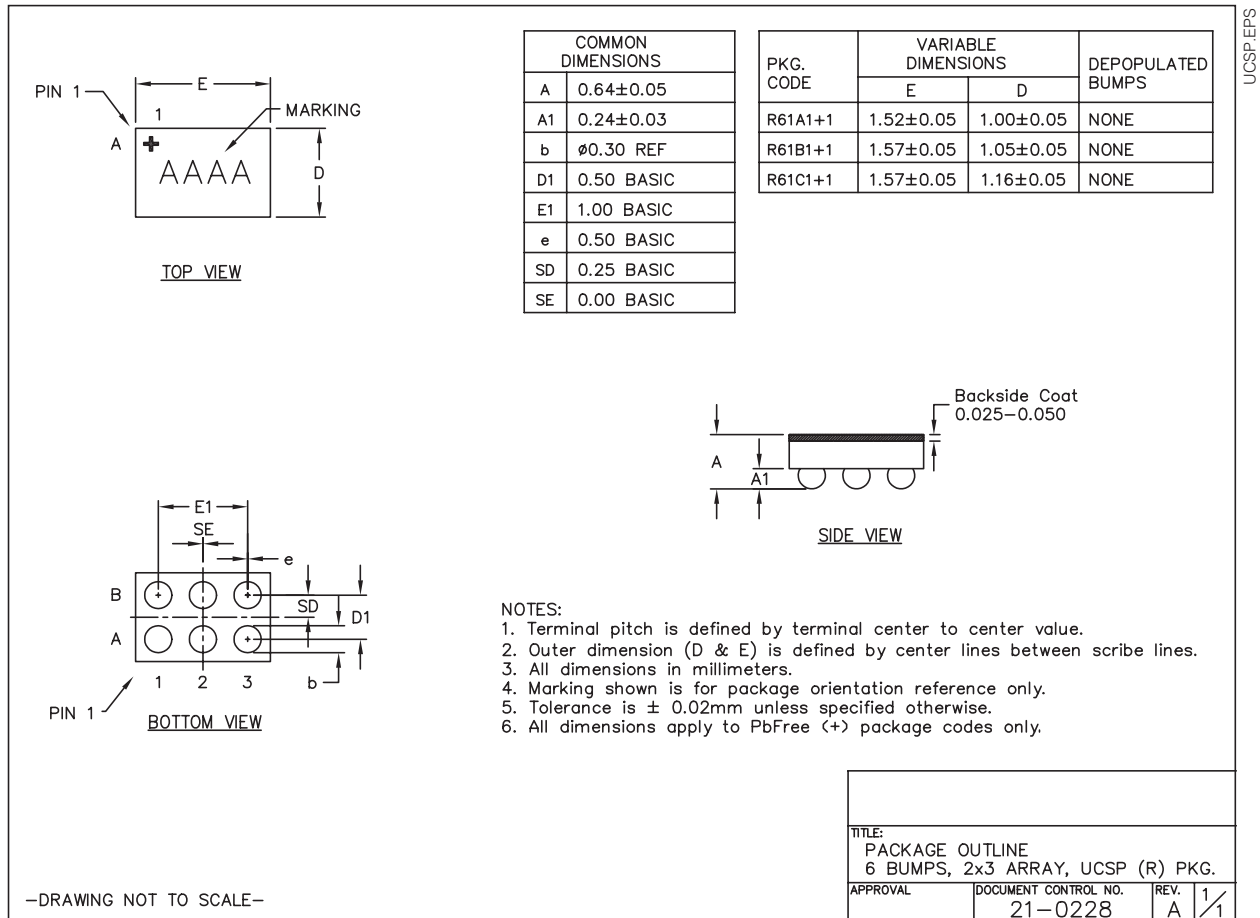 UCSP.EPS
E
PIN 1
1
MARKING
A
+
AAAA
D
TOP VIEW
COMMON
DIMENSIONS
A 0.64±0.05
A1 0.24±0.03
b ø0.30 REF
D1 0.50 BASIC
E1 1.00 BASIC
e 0.50 BASIC
SD 0.25 BASIC
SE 0.00 BASIC
PKG.
CODE
VARIABLE
DIMENSIONS
E D
DEPOPULATED
BUMPS
R61A1+1 1.52±0.05 1.00±0.05 NONE
R61B1+1 1.57±0.05 1.05±0.05 NONE
R61C1+1 1.57±0.05 1.16±0.05 NONE
Backside Coat
0.025-0.050
A
A1
SIDE VIEW
E1
SE
e
B
SD
D1
A
1 2 3
b
PIN 1
BOTTOM VIEW
NOTES:
1. Terminal pitch is defined by terminal center to center value.
2. Outer dimension (D & E) is defined by center lines between scribe lines.
3. All dimensions in millimeters.
4. Marking shown is for package orientation reference only.
5. Tolerance is ± 0.02mm unless specified otherwise.
6. All dimensions apply to PbFree (+) package codes only.
-DRAWING NOT TO SCALE-
TITLE:
PACKAGE OUTLINE
6 BUMPS, 2x3 ARRAY, UCSP (R) PKG.
APPROVAL
DOCUMENT CONTROL NO.
21-0228
REV.
A
1/1